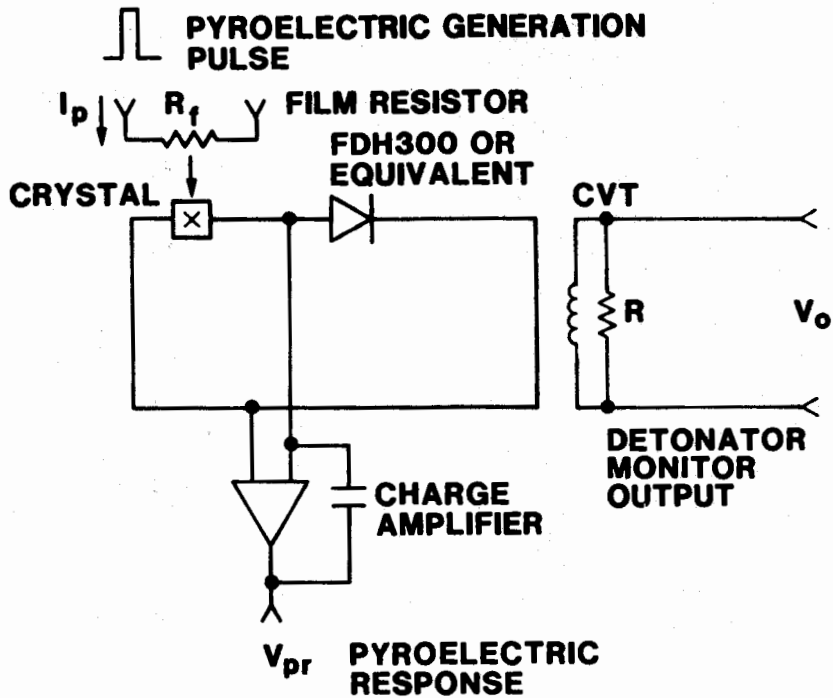 PYROELECTRIC GENERATION
PULSE
Ip
Rf
FILM RESISTOR
FDH300 OR
EQUIVALENT
CRYSTAL
X
CVT
R
Vo
DETONATOR
MONITOR
OUTPUT
CHARGE
AMPLIFIER
Vpr
PYROELECTRIC
RESPONSE